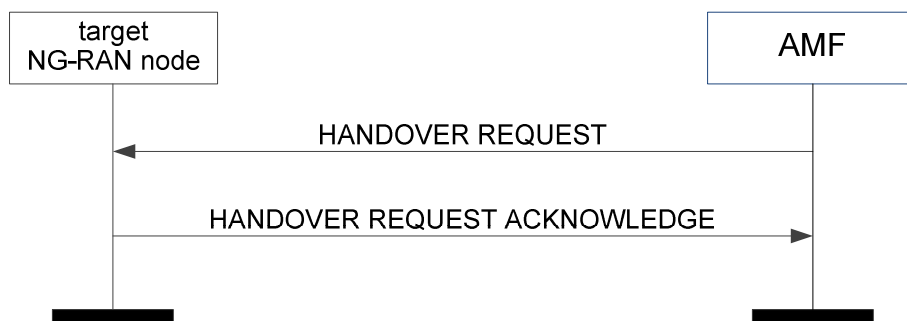 target
NG-RAN node
AMF
HANDOVER REQUEST
HANDOVER REQUEST ACKNOWLEDGE